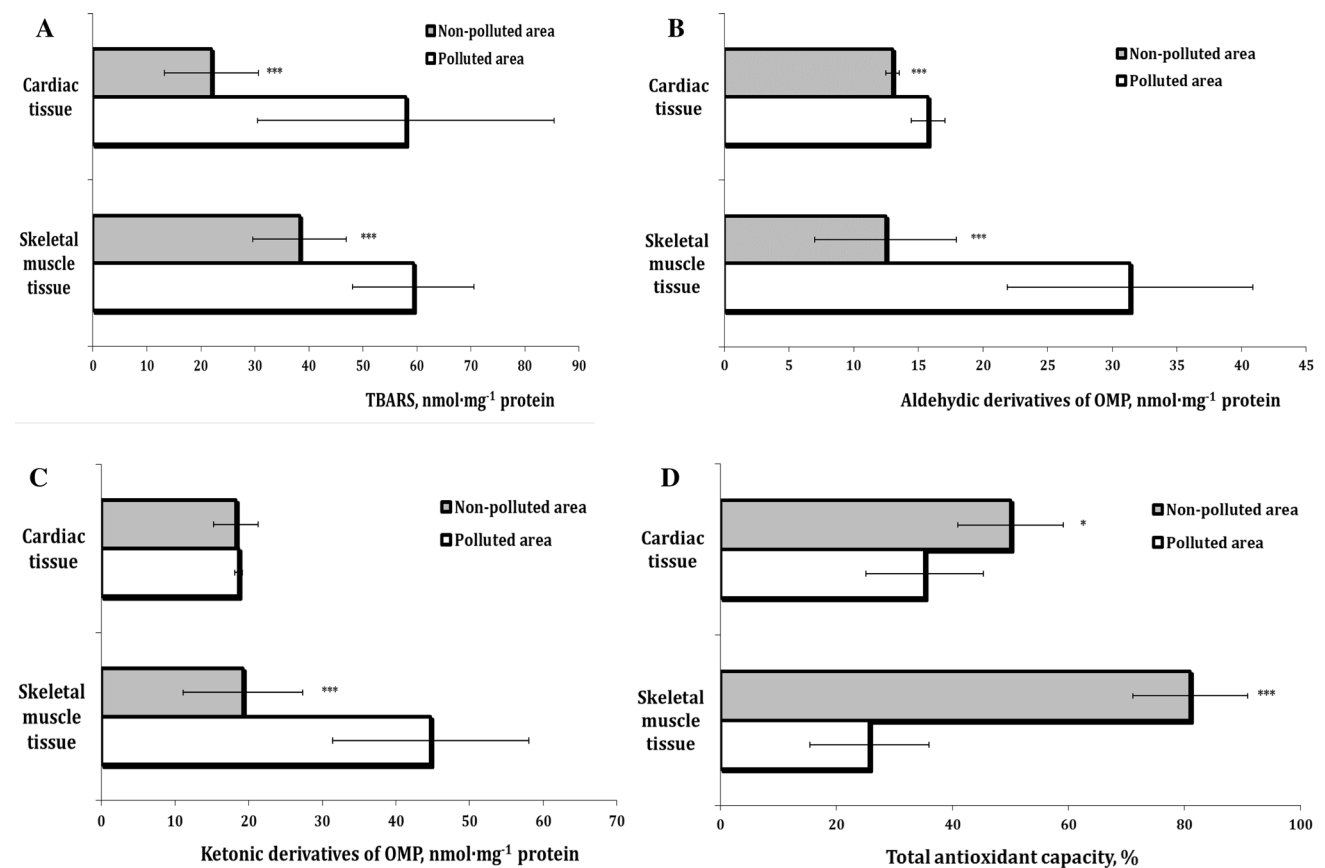 A
Non-polluted area
Polluted area
Cardiac
tissue
***
Skeletal
muscle
tissue
***
0 10 20 30 40 50 60 70 80 90
TBARS, nmol·mg⁻¹ protein
B
Non-polluted area
Polluted area
Cardiac
tissue
***
Skeletal
muscle
tissue
***
0 5 10 15 20 25 30 35 40 45
Aldehydic derivatives of OMP, nmol·mg⁻¹ protein
C
Non-polluted area
Polluted area
Cardiac
tissue
Skeletal
muscle
tissue
***
0 10 20 30 40 50 60 70
Ketonic derivatives of OMP, nmol·mg⁻¹ protein
D
Non-polluted area
Polluted area
Cardiac
tissue
*
Skeletal
muscle
tissue
***
0 20 40 60 80 100
Total antioxidant capacity, %